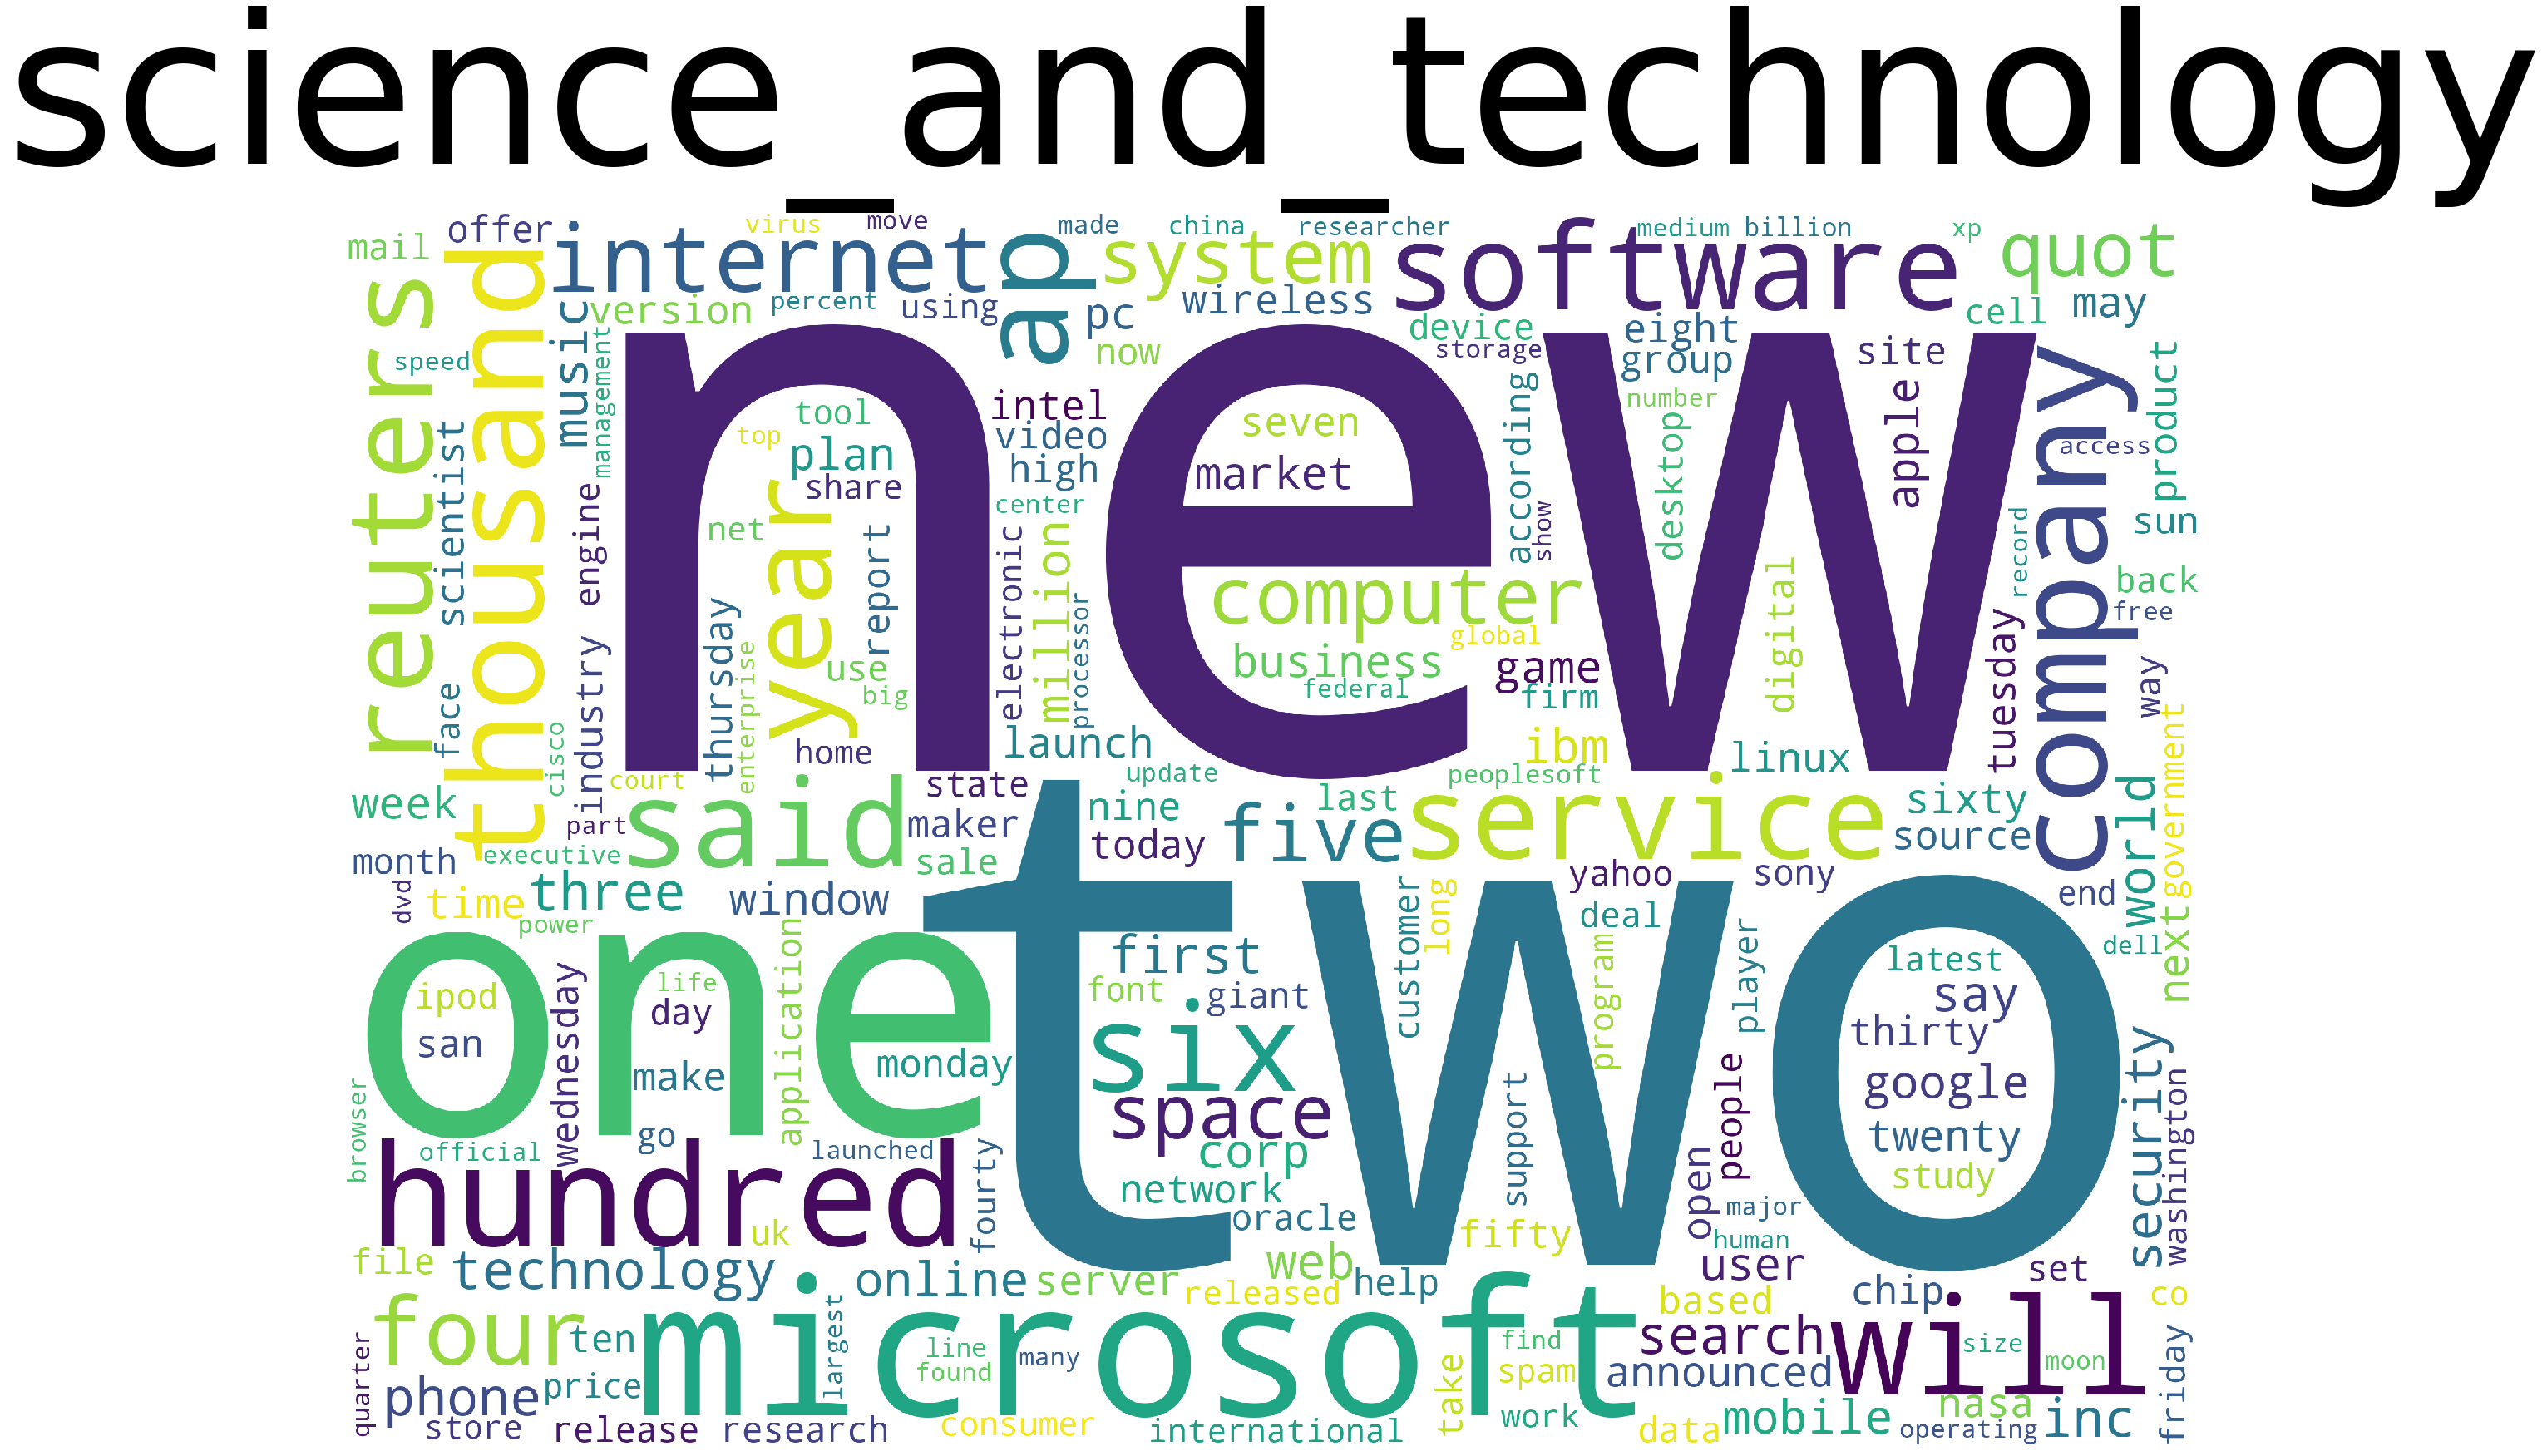 science_and_technology
mail
offer
virus
move
made
china
researcher
medium
billion
xp
internet
ap
system
software
quot
reuters
thousand
music
version
percent
using
pc
wireless
device
eight
cell
may
speed
management
now
storage
group
site
new
scientist
tool
top
plan
share
intel
video
high
center
seven
market
according
show
number
desktop
apple
company
access
product
sun
engine
net
year
report
electronic
million
processor
computer
global
digital
record
back
free
face
industry
thursday
enterprise
use
big
business
federal
game
firm
tuesday
way
cisco
home
launch
update
ibm
peoplesoft
linux
week
court
said
part
state
maker
nine
today
last
five
service
sixty
source
world
government
month
executive
sale
dvd
time
three
power
window
yahoo
sony
end
customer
long
deal
player
next
dell
one
two
ipod
san
wednesday
life
day
make
application
monday
first
font
giant
six
program
latest
say
thirty
google
twenty
study
security
washington
browser
official
go
launched
hundred
uk
fourty
space
corp
network
oracle
support
fifty
people
open
major
human
file
technology
online
server
web
released
help
user
based
chip
set
co
four
ten
microsoft
largest
line
found
many
find
spam
take
search
announced
will
size
moon
friday
quarter
phone
price
store
release
research
consumer
international
work
data
mobile
nasa
operating
inc